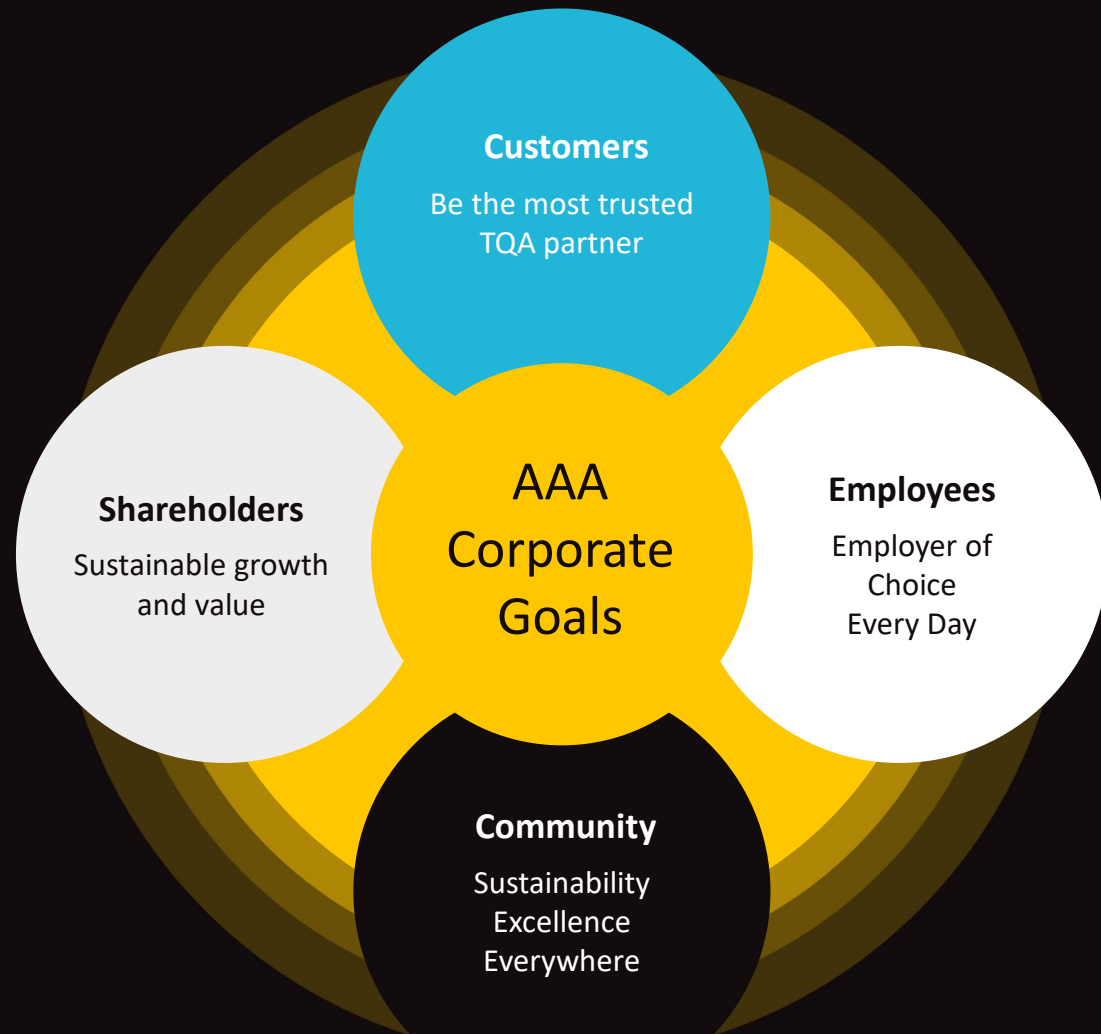 Customers
Be the most trusted
TQA partner
Shareholders
Sustainable growth
and value
AAA
Corporate
Goals
Employees
Employer of
Choice
Every Day
Community
Sustainability
Excellence
Everywhere